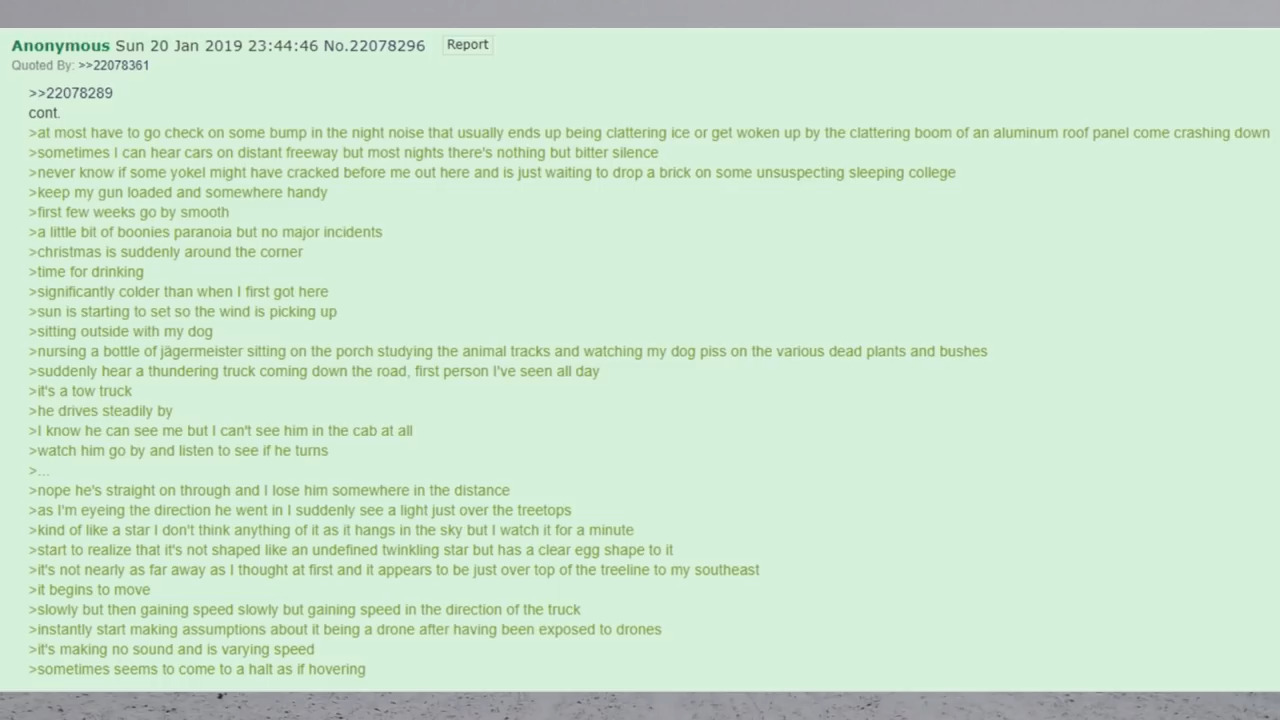 Anonymous Sun 20 Jan 2019 23:44:46 No.22078296 Report
Quoted By: >>22078361
>>22078289
cont.
>at most have to go check on some bump in the night noise that usually ends up being clattering ice or get woken up by the clattering boom of an aluminum roof panel come crashing down
>sometimes I can hear cars on distant freeway but most nights there's nothing but bitter silence
>never know if some yokel might have cracked before me out here and is just waiting to drop a brick on some unsuspecting sleeping college
>keep my gun loaded and somewhere handy
>first few weeks go by smooth
>a little bit of boonies paranoia but no major incidents
>christmas is suddenly around the corner
>time for drinking
>significantly colder than when I first got here
>sun is starting to set so the wind is picking up
>sitting outside with my dog
>nursing a bottle of jägermeister sitting on the porch studying the animal tracks and watching my dog piss on the various dead plants and bushes
>suddenly hear a thundering truck coming down the road, first person I've seen all day
>it's a tow truck
>he drives steadily by
>I know he can see me but I can't see him in the cab at all
>watch him go by and listen to see if he turns
>...
>nope he's straight on through and I lose him somewhere in the distance
>as I'm eyeing the direction he went in I suddenly see a light just over the treetops
>kind of like a star I don't think anything of it as it hangs in the sky but I watch it for a minute
>start to realize that it's not shaped like an undefined twinkling star but has a clear egg shape to it
>it's not nearly as far away as I thought at first and it appears to be just over top of the treeline to my southeast
>it begins to move
>slowly but then gaining speed slowly but gaining speed in the direction of the truck
>instantly start making assumptions about it being a drone after having been exposed to drones
>it's making no sound and is varying speed
>sometimes seems to come to a halt as if hovering